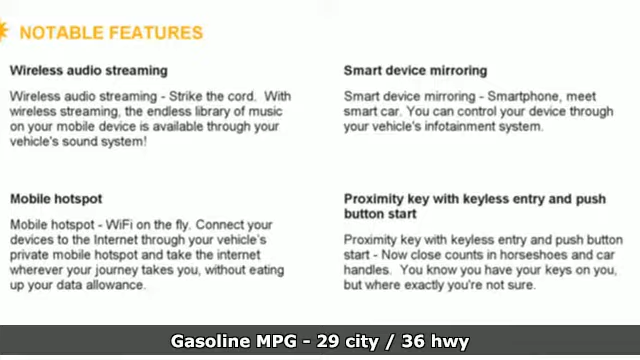 NOTABLE FEATURES
Wireless audio streaming
Wireless audio streaming - Strike the cord. With
wireless streaming, the endless library of music
on your mobile device is available through your
vehicle's sound system!
Smart device mirroring
Smart device mirroring - Smartphone, meet
smart car. You can control your device through
your vehicle's infotainment system.
Mobile hotspot
Mobile hotspot - WiFi on the fly. Connect your
devices to the Internet through your vehicle's
private mobile hotspot and take the internet
wherever your journey takes you, without eating
up your data allowance.
Proximity key with keyless entry and push
button start
Proximity key with keyless entry and push button
start - Now close counts in horseshoes and car
handles. You know you have your keys on you,
but where exactly you're not sure.
Gasoline MPG - 29 city / 36 hwy